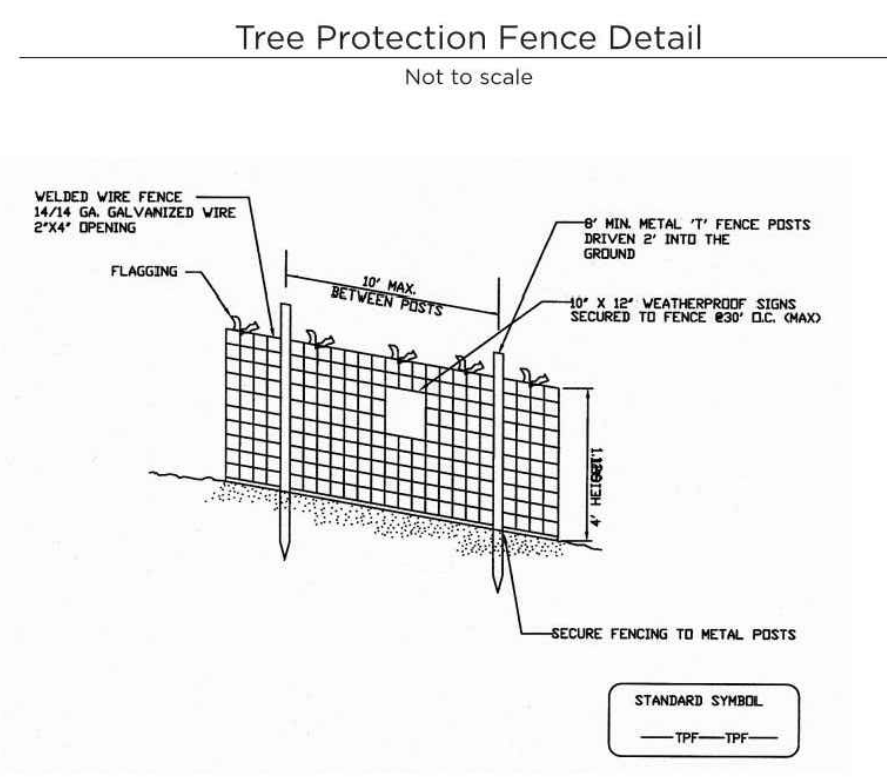 Tree Protection Fence Detail
Not to scale
WELDED WIRE FENCE
14/14 GA. GALVANIZED WIRE
2"X4" OPENING
FLAGGING
10' MAX.
BETWEEN POSTS
8' MIN. METAL 'T' FENCE POSTS
DRIVEN 2' INTO THE
GROUND
10" X 12" WEATHERPROOF SIGNS
SECURED TO FENCE @30' O.C. (MAX)
4' HEIGHT
SECURE FENCING TO METAL POSTS
STANDARD SYMBOL
TPF TPF